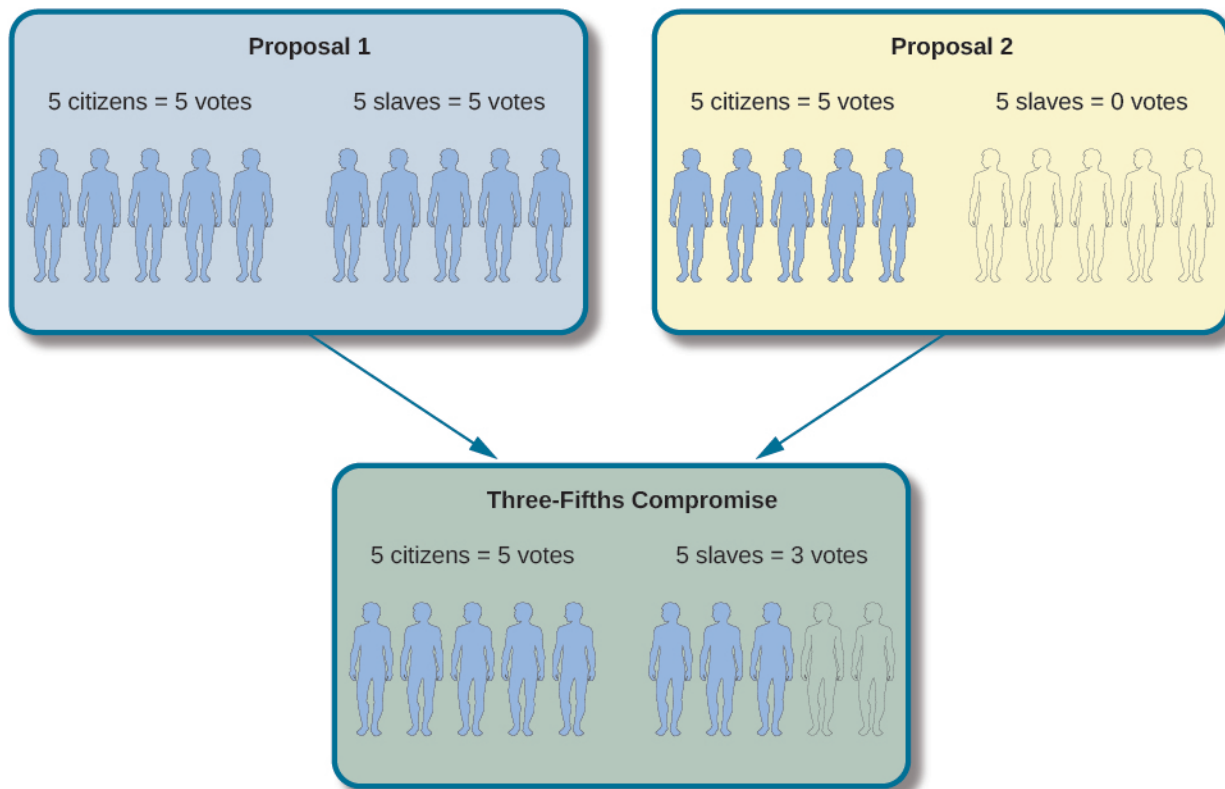 Proposal 1
5 citizens = 5 votes
5 slaves = 5 votes
Proposal 2
5 citizens = 5 votes
5 slaves = 0 votes
Three-Fifths Compromise
5 citizens = 5 votes
5 slaves = 3 votes